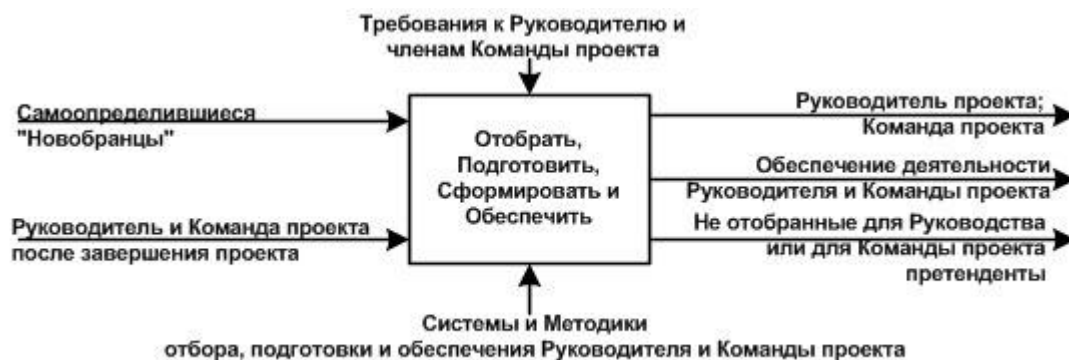 Требования к Руководителю и
членам Команды проекта
Самоопределившиеся
"Новобранцы"
Руководитель и Команда проекта
после завершения проекта
Отобрать,
Подготовить,
Сформировать и
Обеспечить
Руководитель проекта;
Команда проекта
Обеспечение деятельности
Руководителя и Команды проекта
Не отобранные для Руководства
или для Команды проекта
претенденты
Системы и Методики
отбора, подготовки и обеспечения Руководителя и Команды проекта